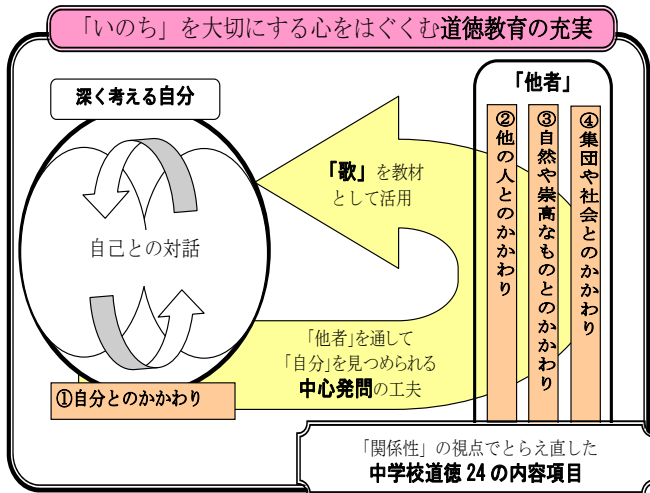 「いのち」を大切にする心をはぐくむ道徳教育の充実
深く考える自分
自己との対話
①自分とのかかわり
「歌」を教材
として活用
「他者」を通して
「自分」を見つめられる
中心発問の工夫
「他者」
②他の人とのかかわり
③自然や崇高なものとのかかわり
④集団や社会とのかかわり
「関係性」の視点でとらえ直した
中学校道徳 24 の内容項目